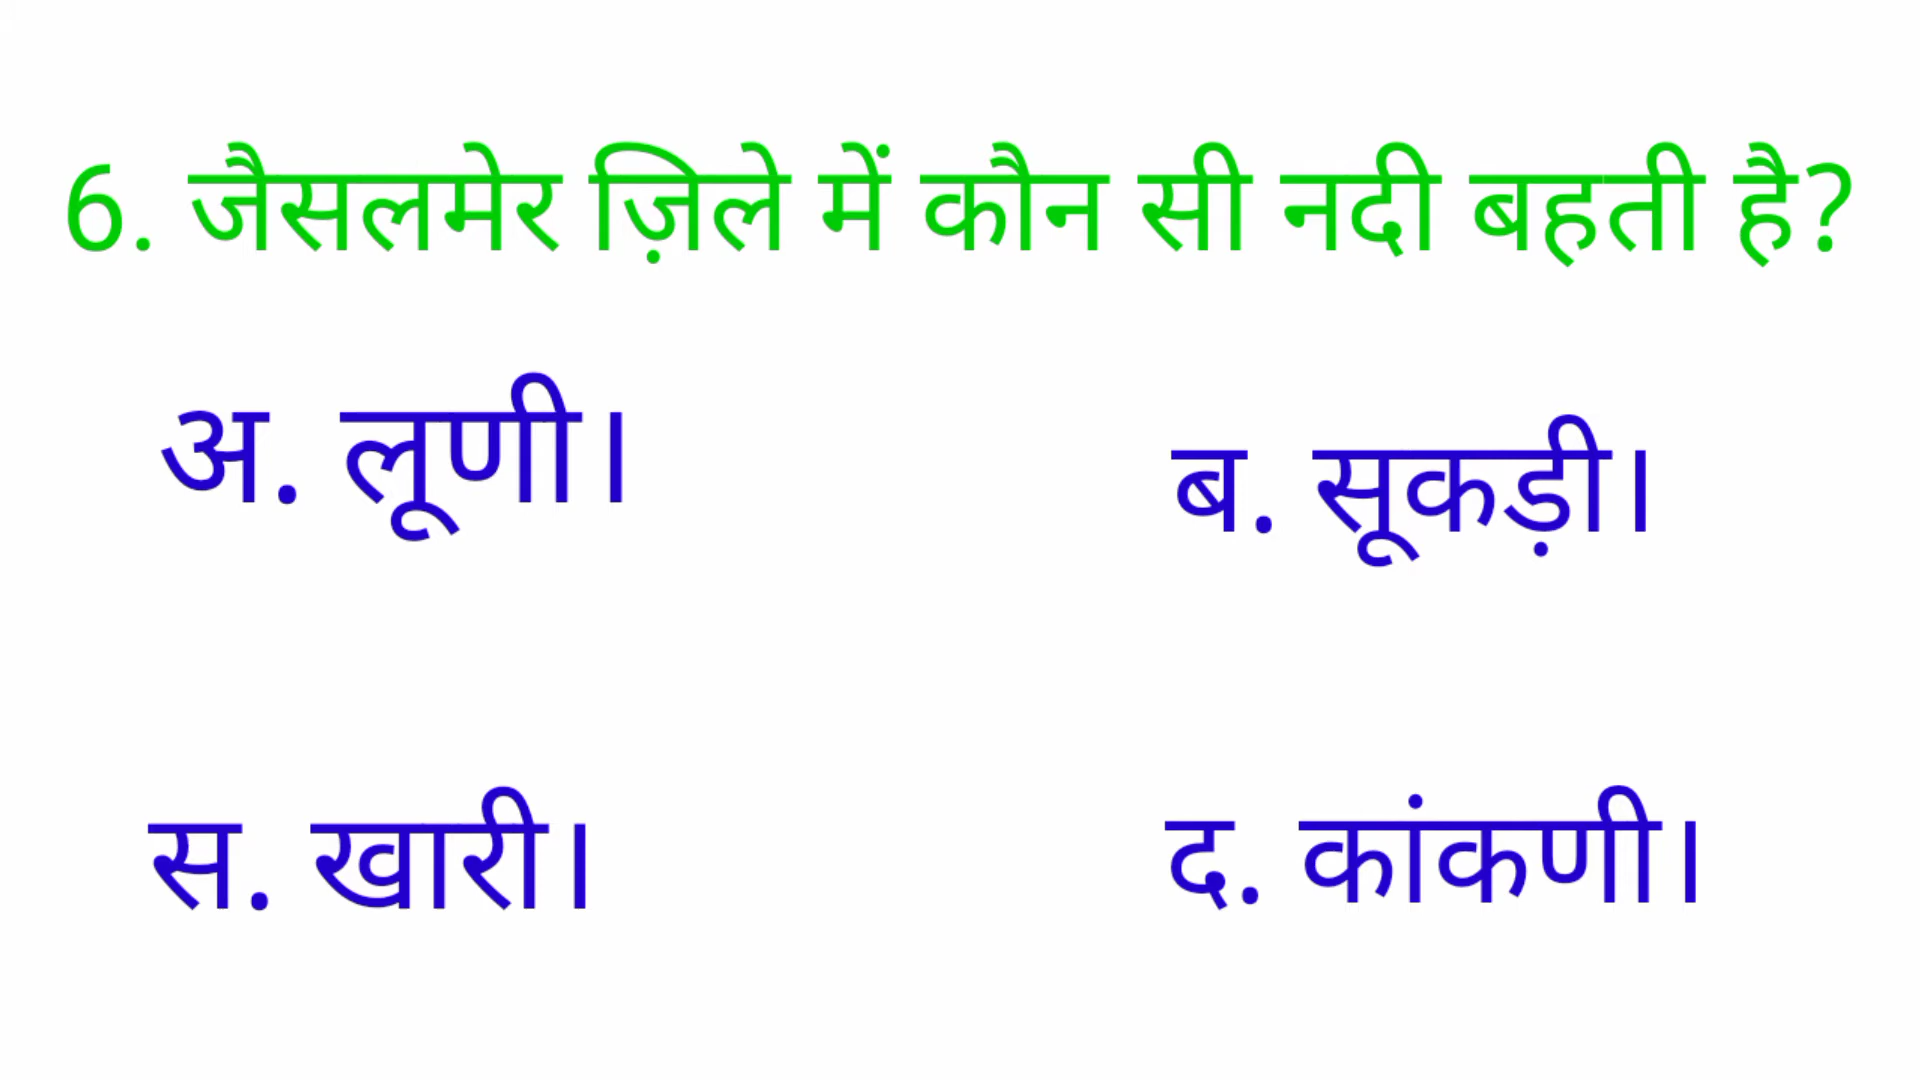 6. जैसलमेर ज़िले में कौन सी नदी बहती है?
अ. लूणी।
ब. सूकड़ी।
स. खारी।
द. कांकणी।